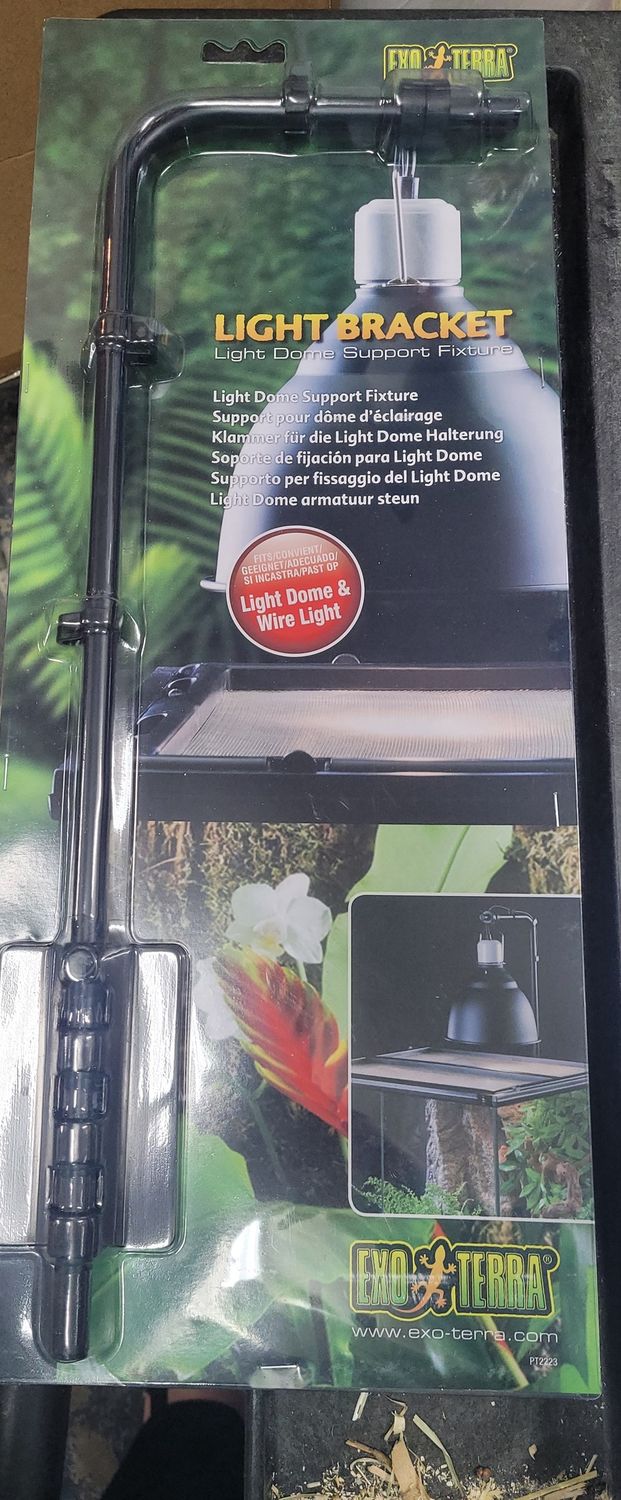 EXO TERRA®
LIGHT BRACKET
Light Dome Support Fixture
Light Dome Support Fixture
Support pour dôme d'éclairage
Klammer für die Light Dome Halterung
Soporte de fijación para Light Dome
Supporto per fissaggio del Light Dome
Light Dome armatuur steun
FITS/CONVIENT/
GEEIGNET/ADECUADO/
SI INCASTRA/PAST OP
Light Dome &
Wire Light
EXO TERRA®
www.exo-terra.com
PT2223